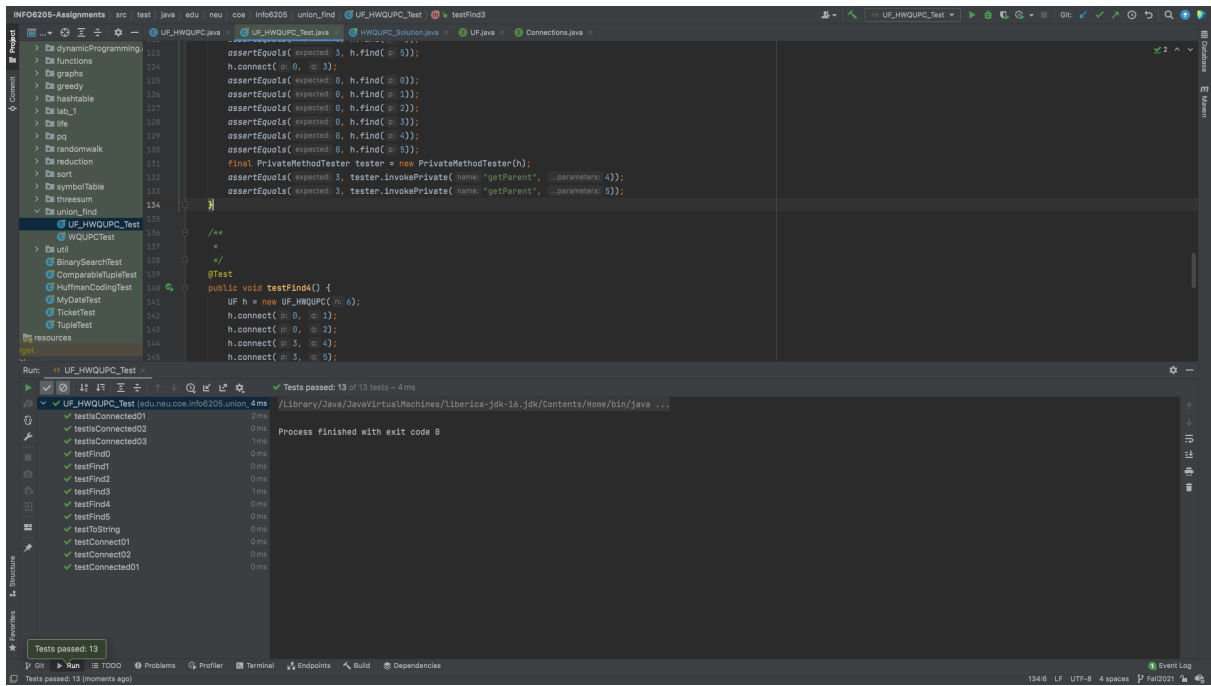 INFO6205-Assignments › src › test › java › edu › neu › coe › info6205 › union_find › UF_HWQUPC_Test › testFind3
UF_HWQUPC_Test
Git:
Project
UF_HWQUPC.java × UF_HWQUPC_Test.java × HWQUPC_Solution.java × UF.java × Connections.java ×
dynamicProgramming.
functions
graphs
greedy
hashtable
lab_1
life
pq
randomwalk
reduction
sort
symbolTable
threesum
union_find
UF_HWQUPC_Test
WQUPCTest
util
BinarySearchTest
ComparableTupleTest
HuffmanCodingTest
MyDateTest
TicketTest
TupleTest
resources
rget
Commit
2
123 assertEquals( expected: 3, h.find( p: 5));
124 h.connect( p: 0, q: 3);
125 assertEquals( expected: 0, h.find( p: 0));
126 assertEquals( expected: 0, h.find( p: 1));
127 assertEquals( expected: 0, h.find( p: 2));
128 assertEquals( expected: 0, h.find( p: 3));
129 assertEquals( expected: 0, h.find( p: 4));
130 assertEquals( expected: 0, h.find( p: 5));
131 final PrivateMethodTester tester = new PrivateMethodTester(h);
132 assertEquals( expected: 3, tester.invokePrivate( name: "getParent", ...parameters: 4));
133 assertEquals( expected: 3, tester.invokePrivate( name: "getParent", ...parameters: 5));
134 }
135
136 /**
137 *
138 */
139 @Test
140 public void testFind4() {
141 UF h = new UF_HWQUPC( n: 6);
142 h.connect( p: 0, q: 1);
143 h.connect( p: 0, q: 2);
144 h.connect( p: 3, q: 4);
145 h.connect( p: 3, q: 5);
Database
Maven
Run: UF_HWQUPC_Test ×
Tests passed: 13 of 13 tests – 4 ms
UF_HWQUPC_Test (edu.neu.coe.info6205.union_ 4 ms
testIsConnected01 2 ms
testIsConnected02 0 ms
testIsConnected03 1 ms
testFind0 0 ms
testFind1 0 ms
testFind2 0 ms
testFind3 1 ms
testFind4 0 ms
testFind5 0 ms
testToString 0 ms
testConnect01 0 ms
testConnect02 0 ms
testConnected01 0 ms
/Library/Java/JavaVirtualMachines/liberica-jdk-16.jdk/Contents/Home/bin/java ...
Process finished with exit code 0
Structure
Favorites
Tests passed: 13
Git Run TODO Problems Profiler Terminal Endpoints Build Dependencies 1 Event Log
Tests passed: 13 (moments ago) 134:6 LF UTF-8 4 spaces Fall2021